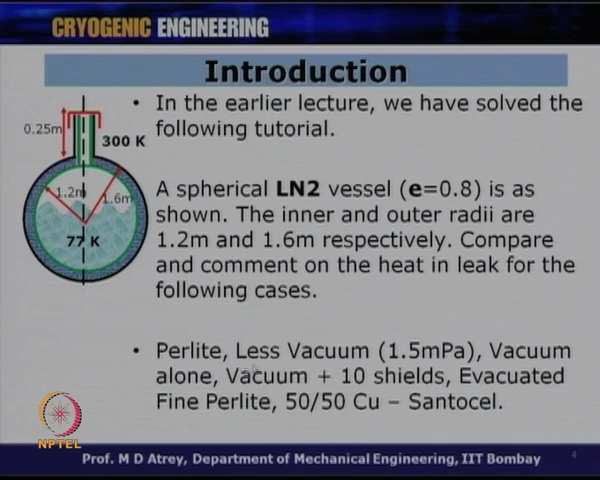 CRYOGENIC ENGINEERING
Introduction
• In the earlier lecture, we have solved the
following tutorial.
0.25m
300 K
1.2m
1.6m
77 K
A spherical LN2 vessel (e=0.8) is as
shown. The inner and outer radii are
1.2m and 1.6m respectively. Compare
and comment on the heat in leak for the
following cases.
• Perlite, Less Vacuum (1.5mPa), Vacuum
alone, Vacuum + 10 shields, Evacuated
Fine Perlite, 50/50 Cu – Santocel.
NPTEL
Prof. M D Atrey, Department of Mechanical Engineering, IIT Bombay
4